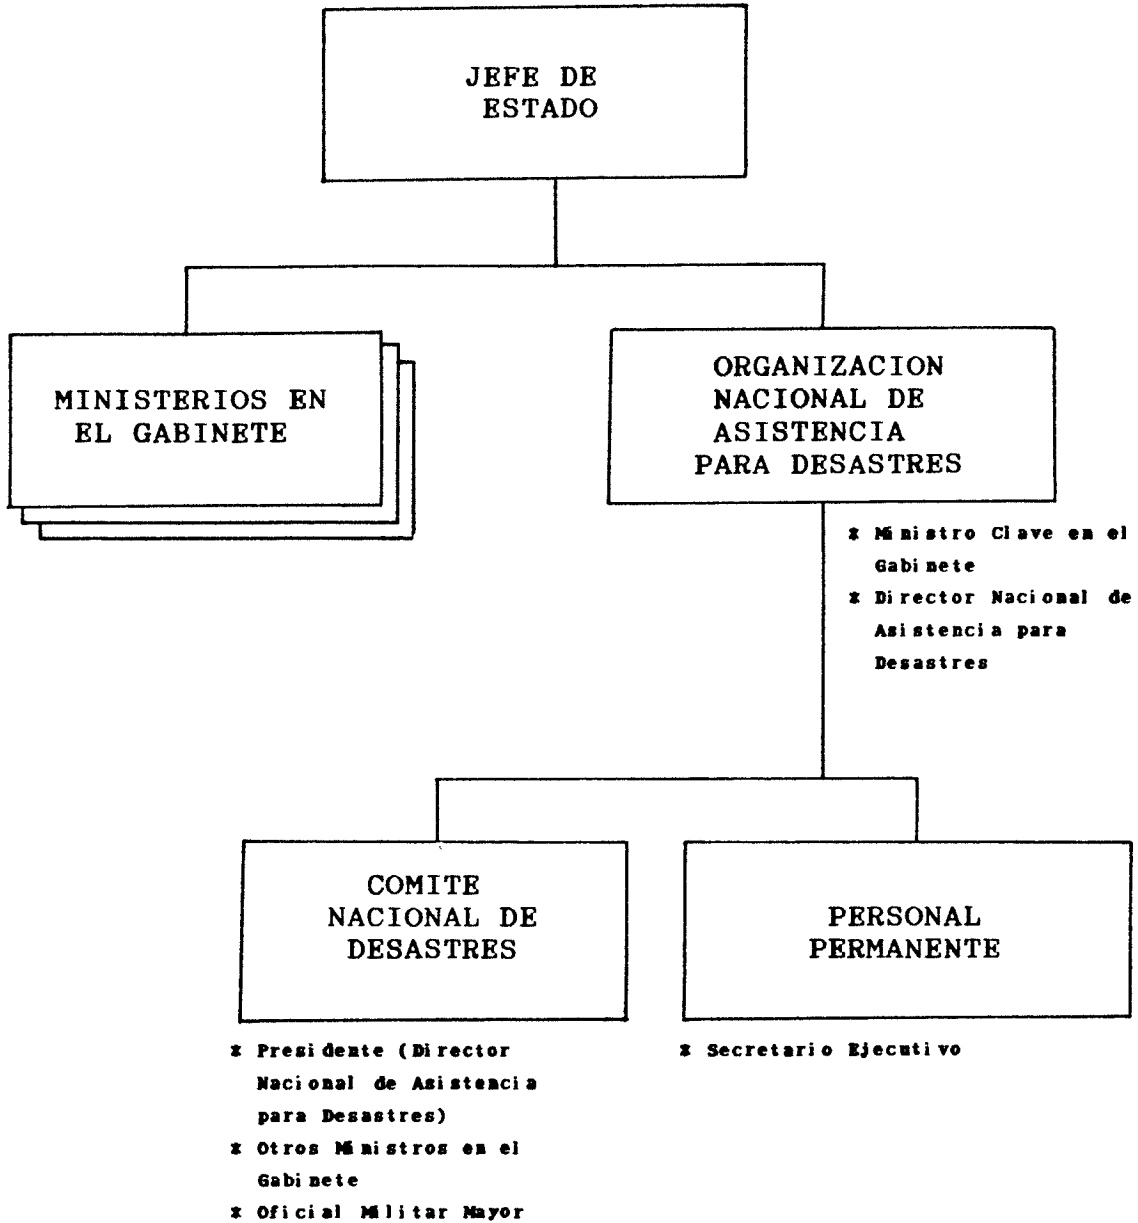 JEFE DE
ESTADO
MINISTERIOS EN
EL GABINETE
ORGANIZACION
NACIONAL DE
ASISTENCIA
PARA DESASTRES
* Ministro Clave en el
Gabinete
* Director Nacional de
Asistencia para
Desastres
COMITE
NACIONAL DE
DESASTRES
PERSONAL
PERMANENTE
* Presidente (Director
Nacional de Asistencia
para Desastres)
* Otros Ministros en el
Gabinete
* Oficial Militar Mayor
* Secretario Ejecutivo